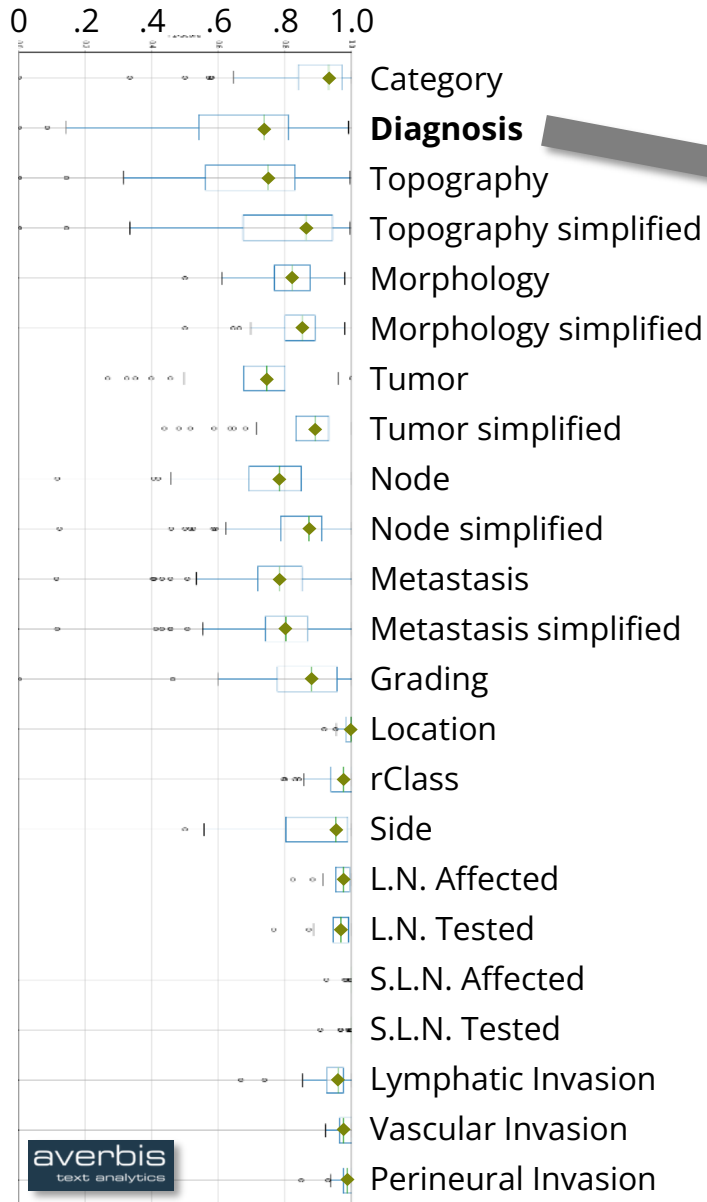 0 .2 .4 .6 .8 1.0
Category
Diagnosis
Topography
Topography simplified
Morphology
Morphology simplified
Tumor
Tumor simplified
Node
Node simplified
Metastasis
Metastasis simplified
Grading
Location
rClass
Side
L.N. Affected
L.N. Tested
S.L.N. Affected
S.L.N. Tested
Lymphatic Invasion
Vascular Invasion
Perineural Invasion
averbis
text analytics